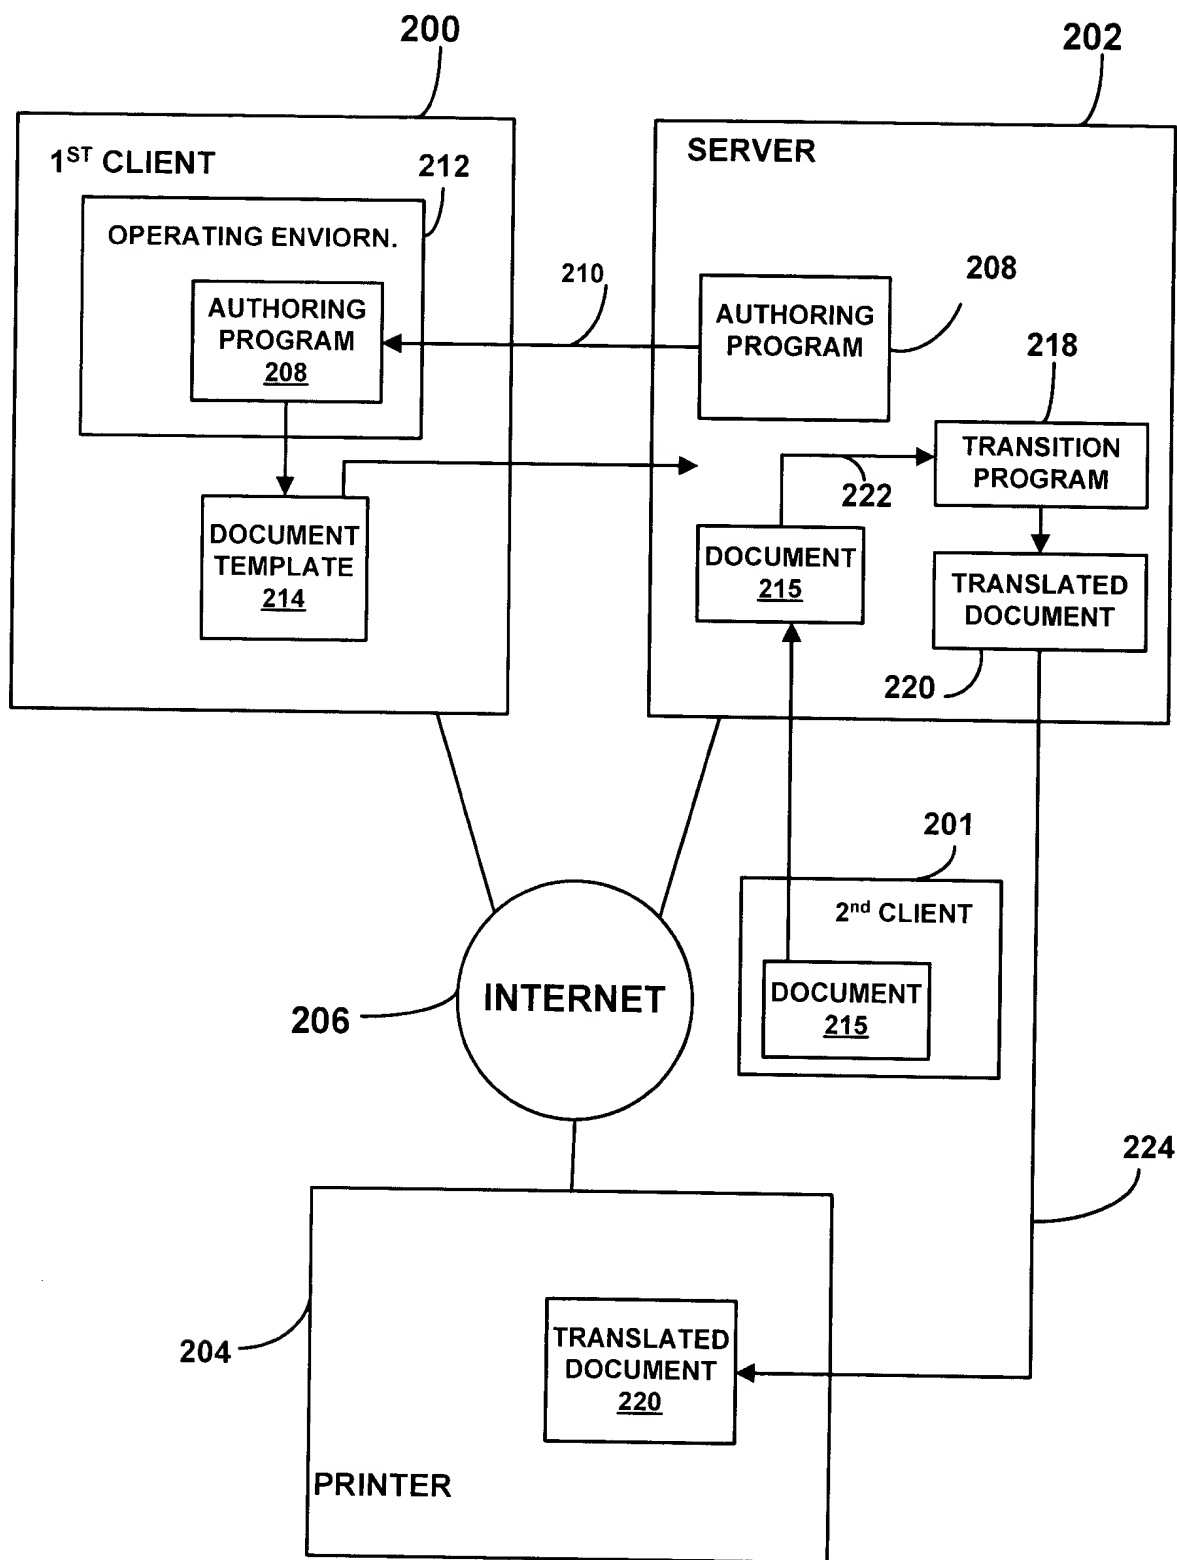 200
202
1ST CLIENT
212
OPERATING ENVIORN.
AUTHORING
PROGRAM
208
210
SERVER
AUTHORING
PROGRAM
208
218
TRANSITION
PROGRAM
222
DOCUMENT
TEMPLATE
214
DOCUMENT
215
TRANSLATED
DOCUMENT
220
201
2nd CLIENT
DOCUMENT
215
INTERNET
206
224
204
TRANSLATED
DOCUMENT
220
PRINTER